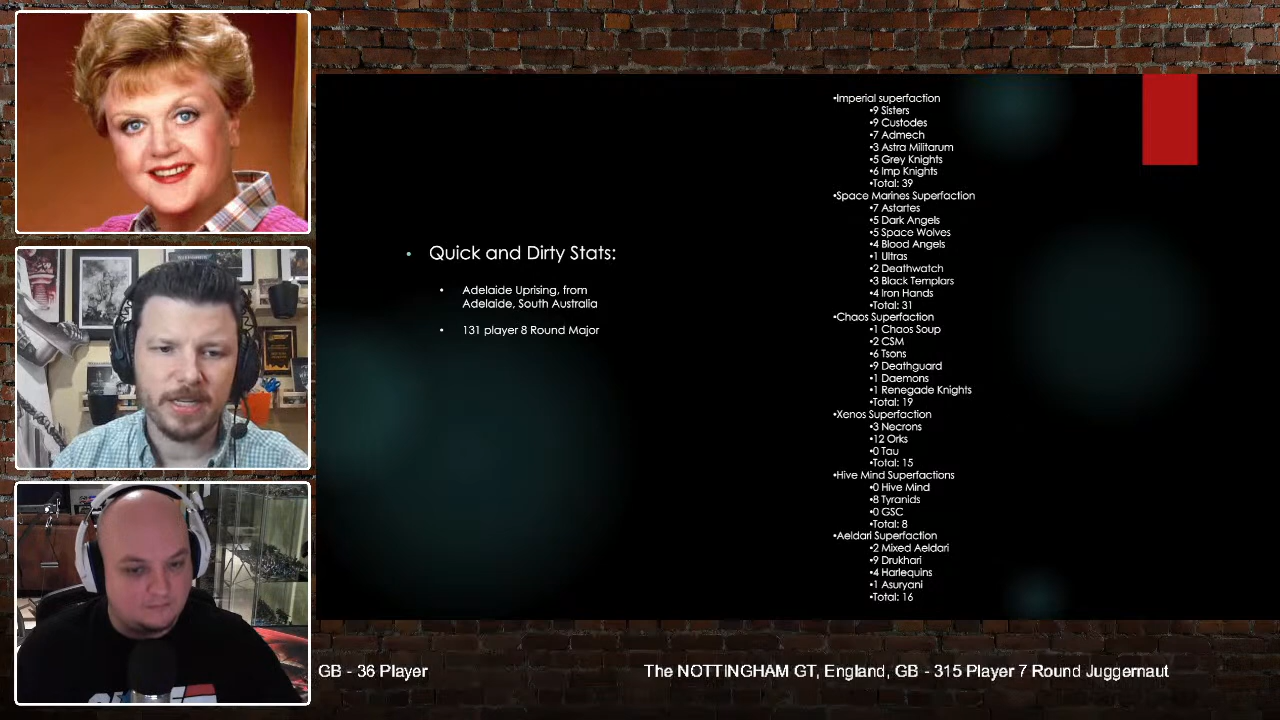 • Quick and Dirty Stats:
• Adelaide Uprising, from
Adelaide, South Australia
• 131 player 8 Round Major
•Imperial superfaction
•9 Sisters
•9 Custodes
•7 Admech
•3 Astra Militarum
•5 Grey Knights
•6 Imp Knights
•Total: 39
•Space Marines Superfaction
•7 Astartes
•5 Dark Angels
•5 Space Wolves
•4 Blood Angels
•1 Ultras
•2 Deathwatch
•3 Black Templars
•4 Iron Hands
•Total: 31
•Chaos Superfaction
•1 Chaos Soup
•2 CSM
•6 Tsons
•9 Deathguard
•1 Daemons
•1 Renegade Knights
•Total: 19
•Xenos Superfaction
•3 Necrons
•12 Orks
•0 Tau
•Total: 15
•Hive Mind Superfactions
•0 Hive Mind
•8 Tyranids
•0 GSC
•Total: 8
•Aeldari Superfaction
•2 Mixed Aeldari
•9 Drukhari
•4 Harlequins
•1 Asuryani
•Total: 16
GB - 36 Player
The NOTTINGHAM GT, England, GB - 315 Player 7 Round Juggernaut